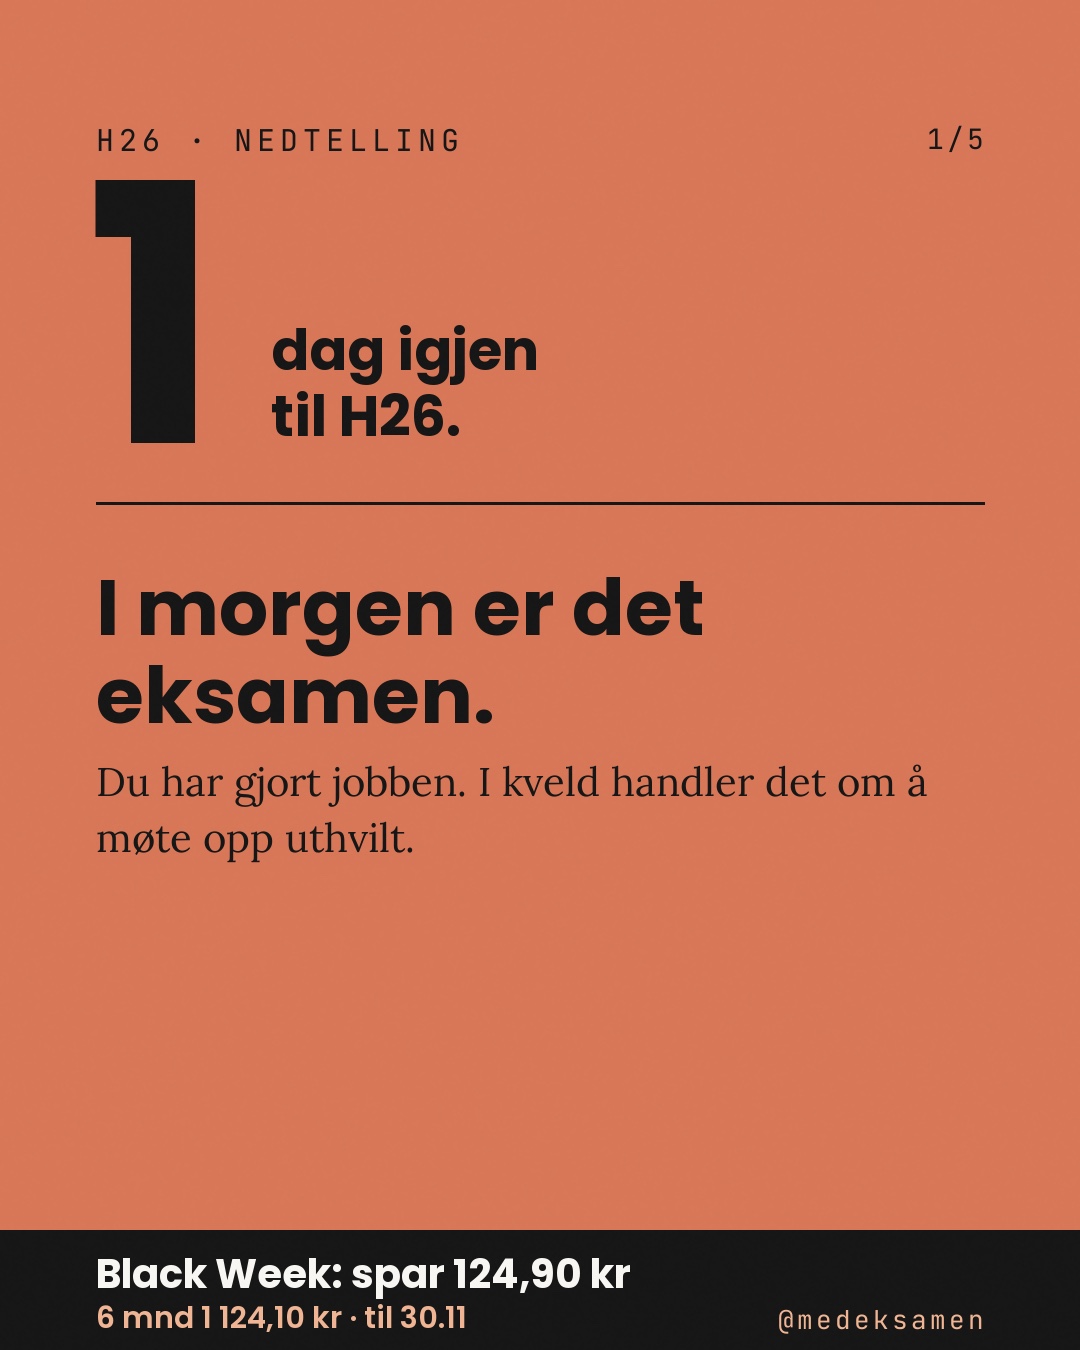 H26 · NEDTELLING
1/5
1
dag igjen
til H26.
I morgen er det
eksamen.
Du har gjort jobben. I kveld handler det om å
møte opp uthvilt.
Black Week: spar 124,90 kr
6 mnd 1 124,10 kr · til 30.11
@medeksamen